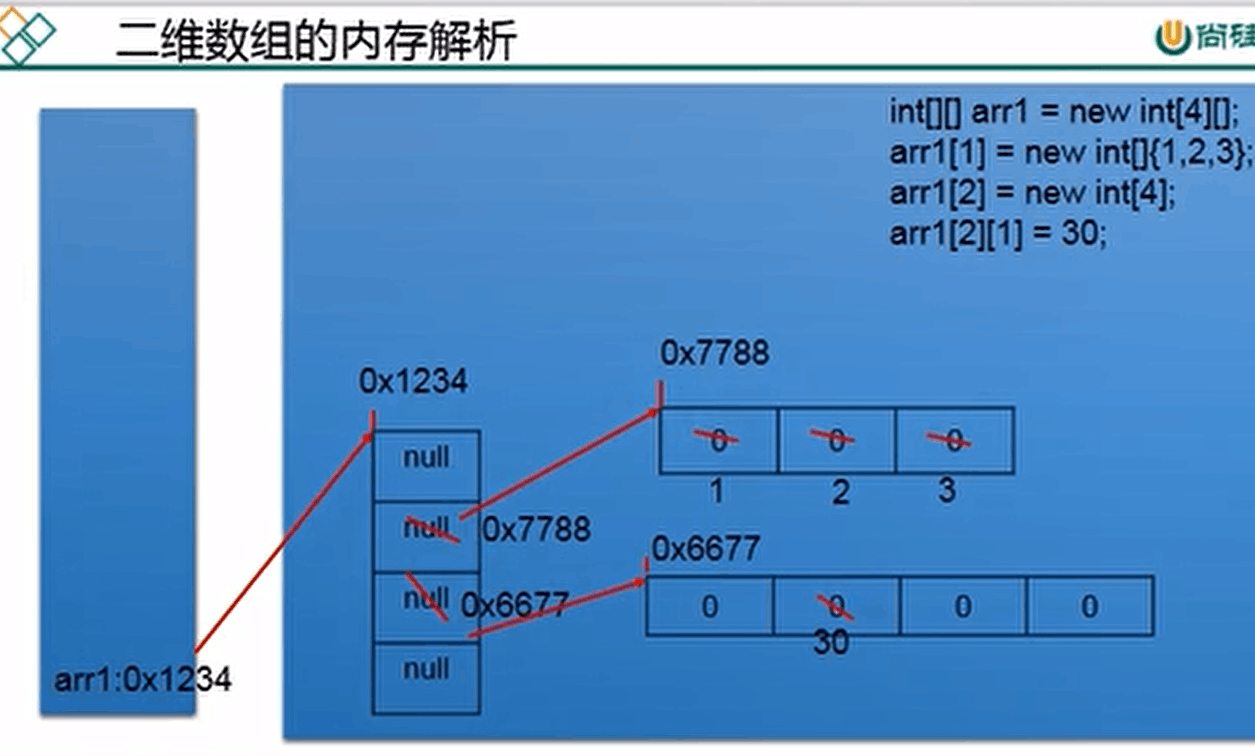 二维数组的内存解析
尚硅
int[][] arr1 = new int[4][];
arr1[1] = new int[]{1,2,3};
arr1[2] = new int[4];
arr1[2][1] = 30;
0x7788
0x1234
0 0 0
null
1 2 3
null 0x7788
0x6677
null 0x6677
0 0 0 0
30
null
arr1:0x1234